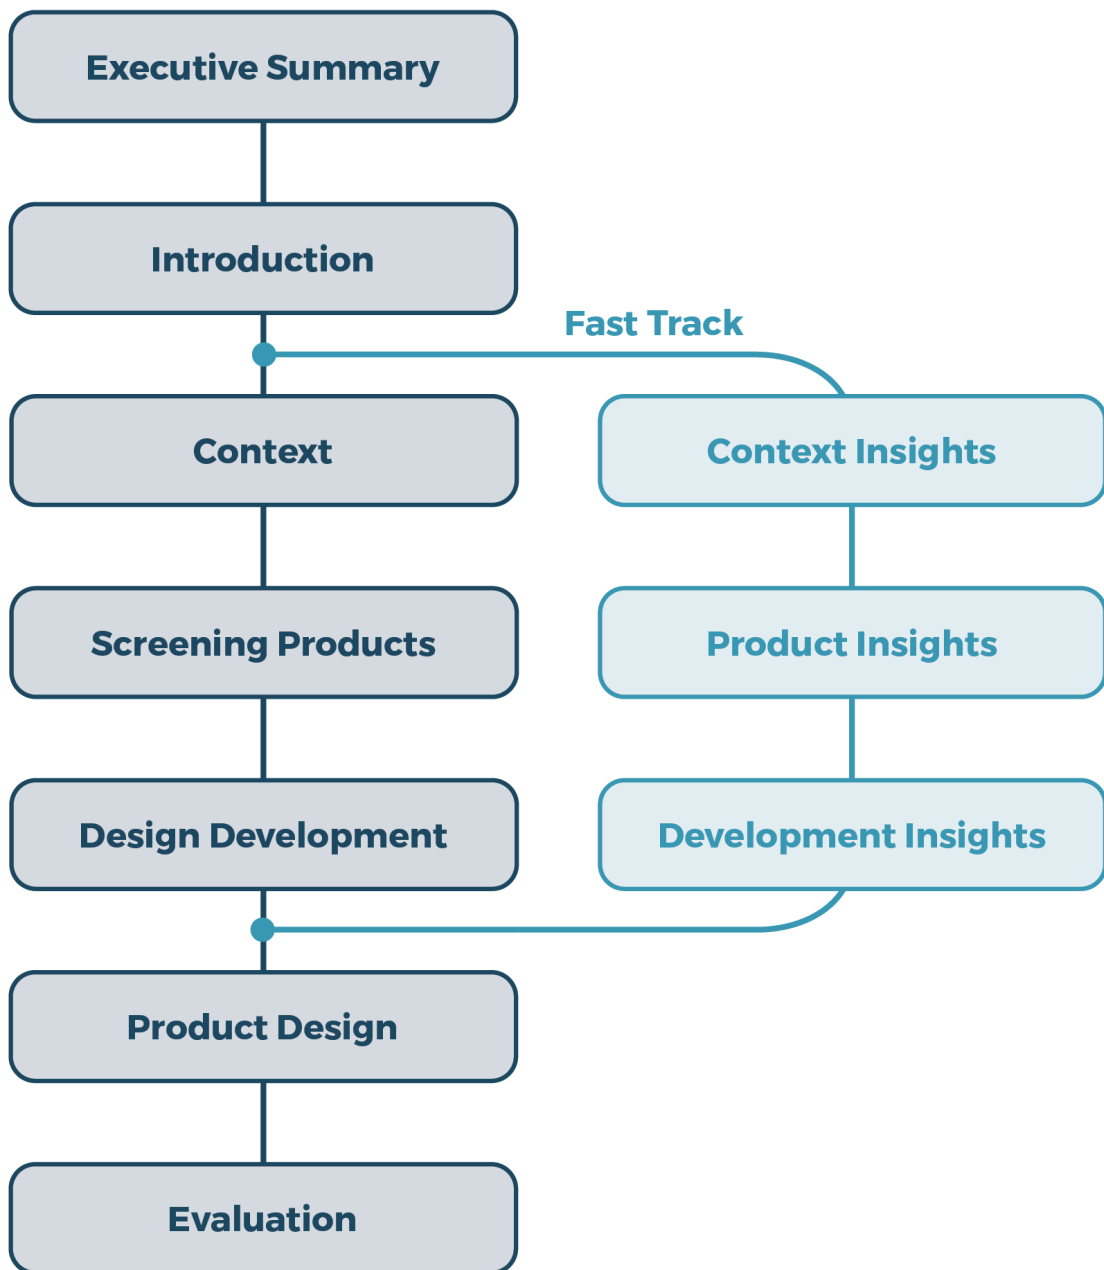 Executive Summary
Introduction
Fast Track
Context
Context Insights
Screening Products
Product Insights
Design Development
Development Insights
Product Design
Evaluation